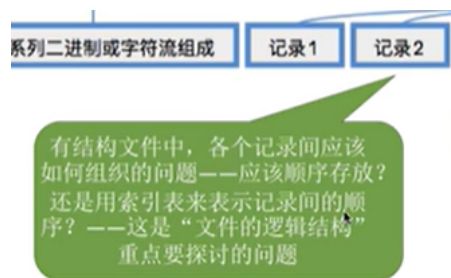 系列二进制或字符流组成
记录1
记录2
有结构文件中，各个记录间应该
如何组织的问题——应该顺序存放？
还是用索引表来表示记录间的顺
序？——这是“文件的逻辑结构”
重点要探讨的问题